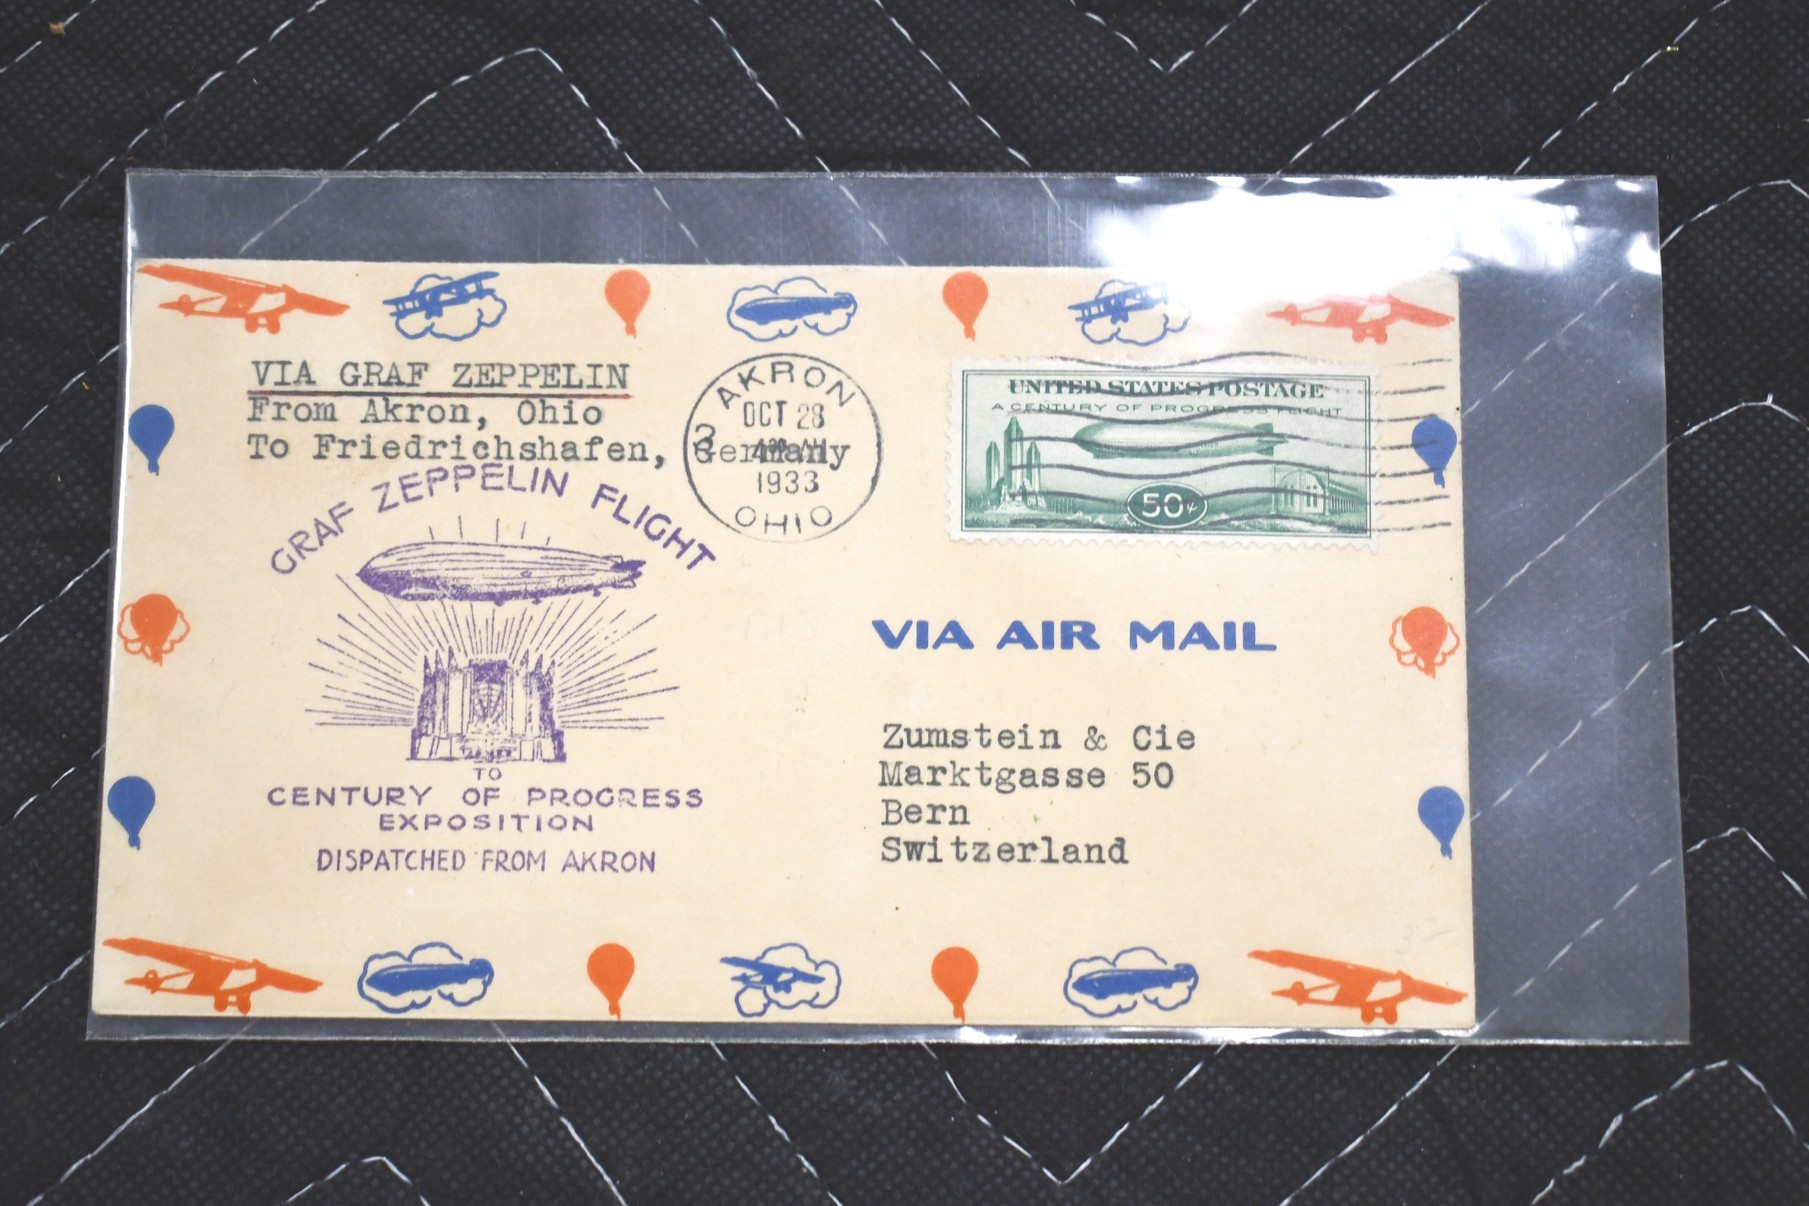 VIA GRAF ZEPPELIN
From Akron, Ohio
To Friedrichshafen, Germany
AKRON
OCT 28
3
1933
OHIO
UNITED STATES POSTAGE
A CENTURY OF PROGRESS FLIGHT
50¢
GRAF ZEPPELIN FLIGHT
TO
CENTURY OF PROGRESS
EXPOSITION
DISPATCHED FROM AKRON
VIA AIR MAIL
Zumstein & Cie
Marktgasse 50
Bern
Switzerland